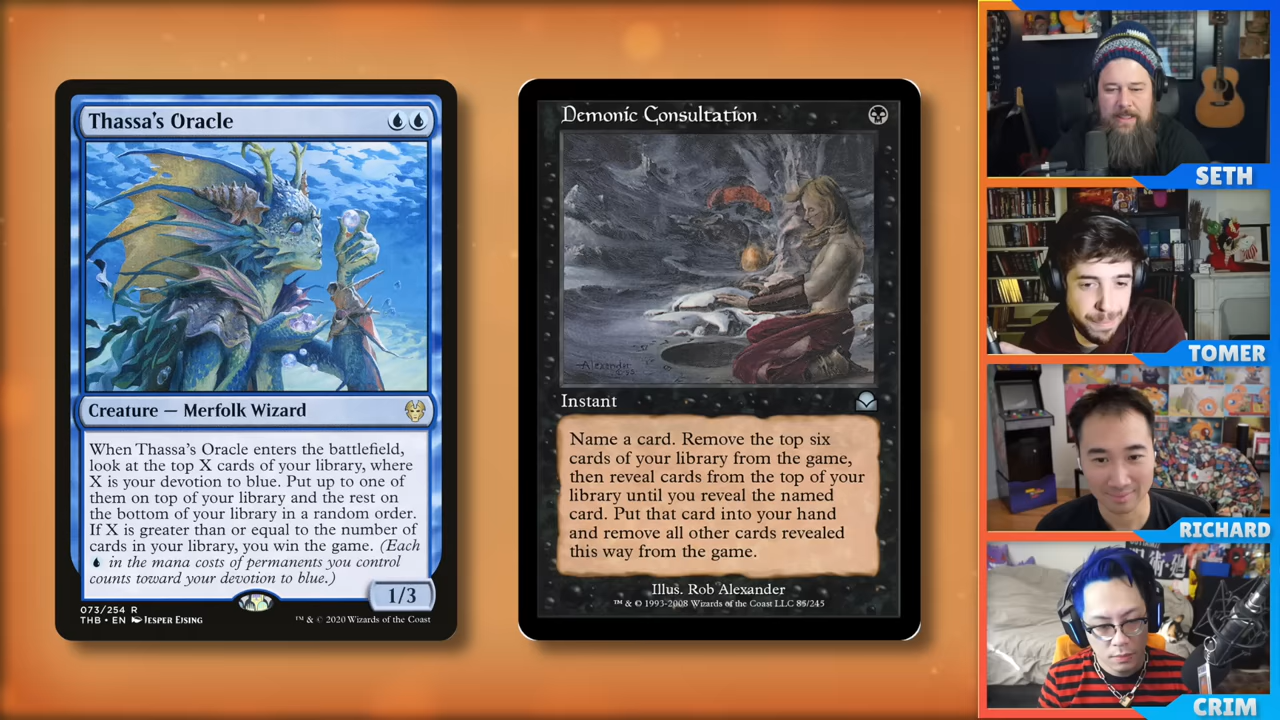 Thassa's Oracle
Creature — Merfolk Wizard
When Thassa's Oracle enters the battlefield,
look at the top X cards of your library, where
X is your devotion to blue. Put up to one of
them on top of your library and the rest on
the bottom of your library in a random order.
If X is greater than or equal to the number of
cards in your library, you win the game. (Each
in the mana costs of permanents you control
counts toward your devotion to blue.)
1/3
073/254 R
THB • EN Jesper Ejsing
™ & © 2020 Wizards of the Coast
Demonic Consultation
Instant
Name a card. Remove the top six
cards of your library from the game,
then reveal cards from the top of your
library until you reveal the named
card. Put that card into your hand
and remove all other cards revealed
this way from the game.
Illus. Rob Alexander
™ & © 1993-2008 Wizards of the Coast LLC 88/245
SETH
TOMER
RICHARD
CRIM